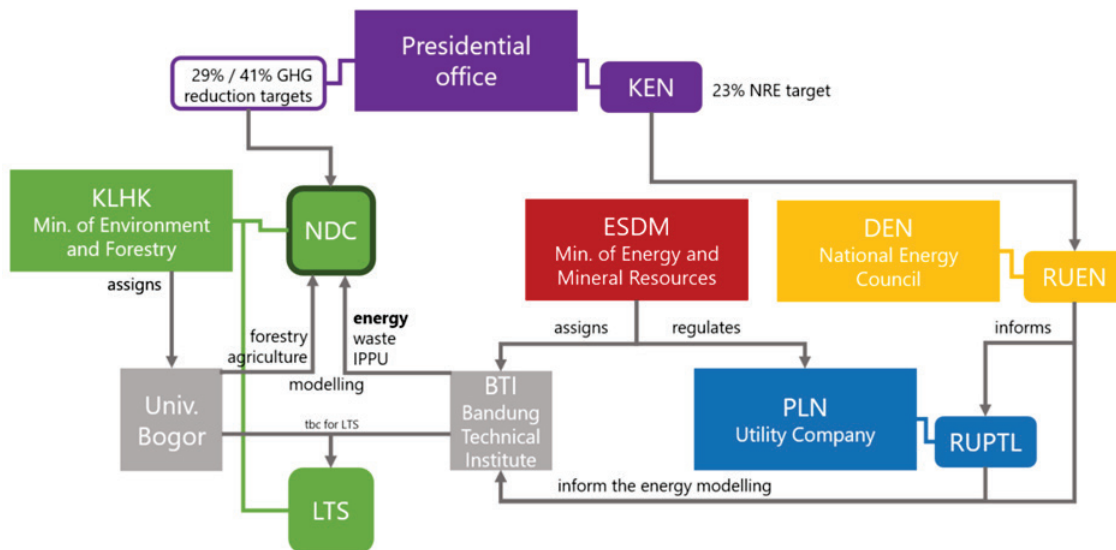 Presidential
office
29% / 41% GHG
reduction targets
KEN
23% NRE target
KLHK
Min. of Environment
and Forestry
NDC
ESDM
Min. of Energy and
Mineral Resources
DEN
National Energy
Council
RUEN
assigns
energy
waste
IPPU
forestry
agriculture
modelling
assigns
regulates
informs
Univ.
Bogor
tbc for LTS
BTI
Bandung
Technical
Institute
PLN
Utility Company
RUPTL
LTS
inform the energy modelling